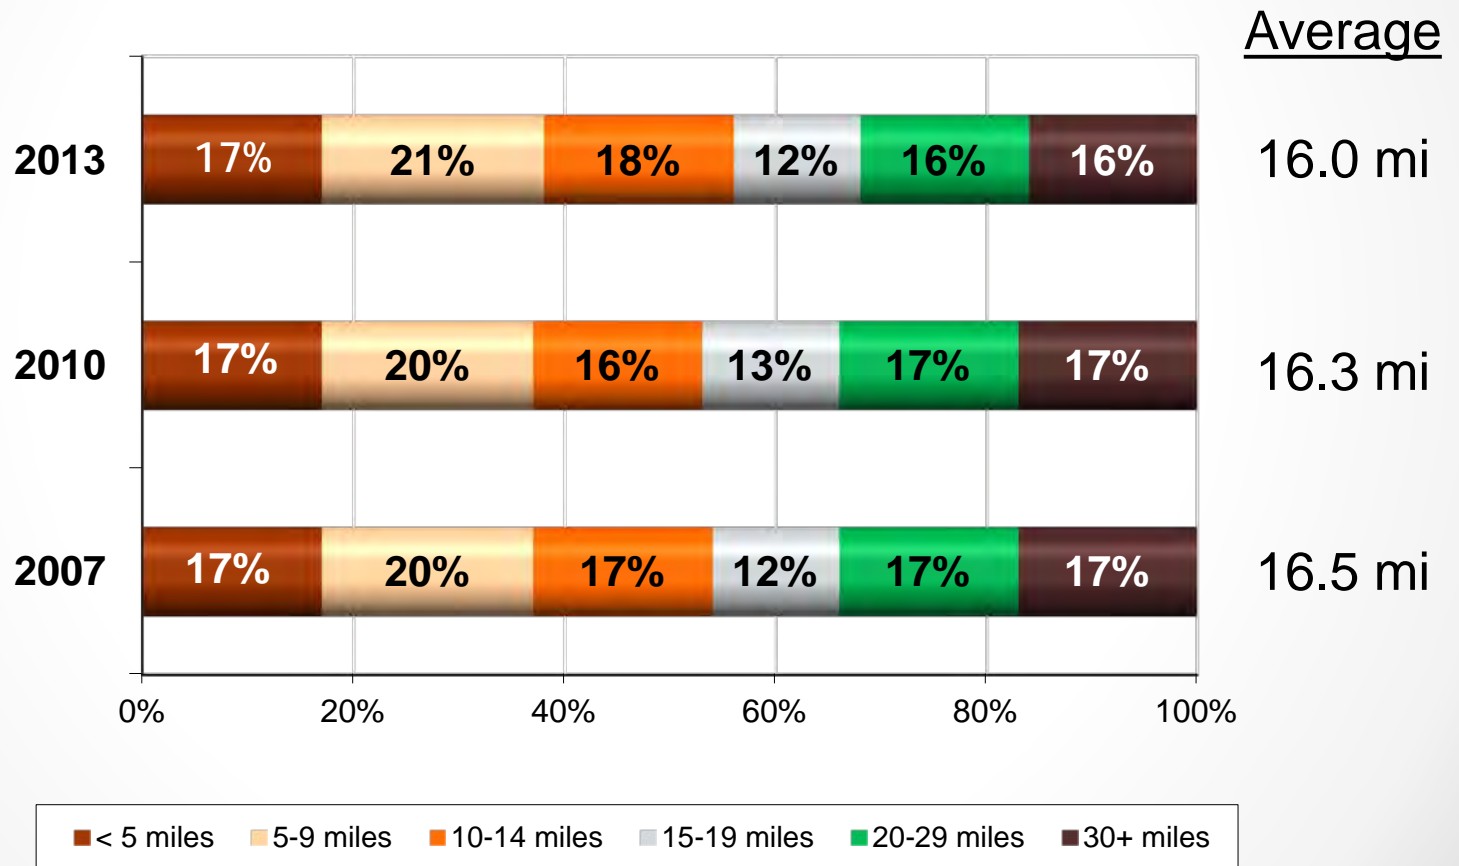 Average
2013 17% 21% 18% 12% 16% 16% 16.0 mi
2010 17% 20% 16% 13% 17% 17% 16.3 mi
2007 17% 20% 17% 12% 17% 17% 16.5 mi
0% 20% 40% 60% 80% 100%
< 5 miles 5-9 miles 10-14 miles 15-19 miles 20-29 miles 30+ miles